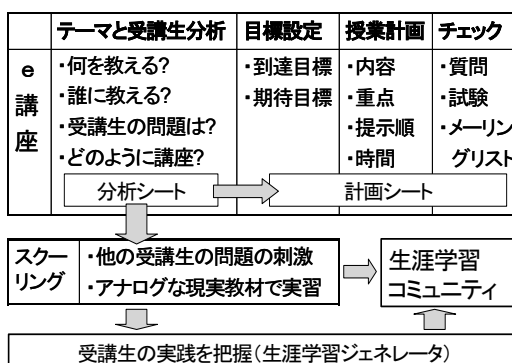 テーマと受講生分析 目標設定 授業計画 チェック
e講座
・何を教える? ・到達目標 ・内容 ・質問
・誰に教える? ・期待目標 ・重点 ・試験
・受講生の問題は? ・提示順 ・メーリン
・どのように講座? ・時間 グリスト
分析シート 計画シート
スクー ・他の受講生の問題の刺激
リング ・アナログな現実教材で実習
生涯学習
コミュニティ
受講生の実践を把握(生涯学習ジェネレータ)